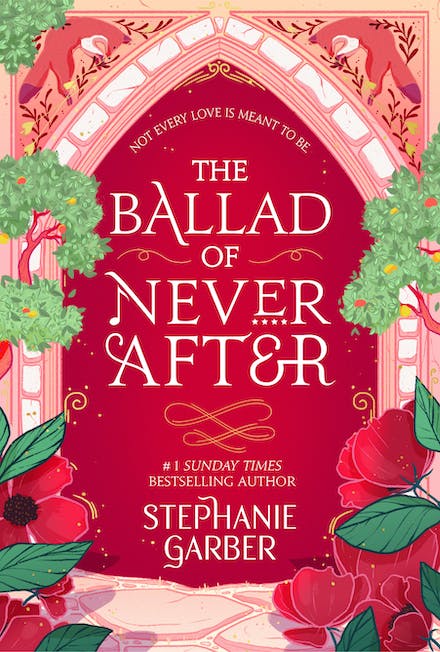 NOT EVERY LOVE IS MEANT TO BE
THE
BALLAD
OF
NEVER
AFTER
#1 SUNDAY TIMES
BESTSELLING AUTHOR
STEPHANIE
GARBER